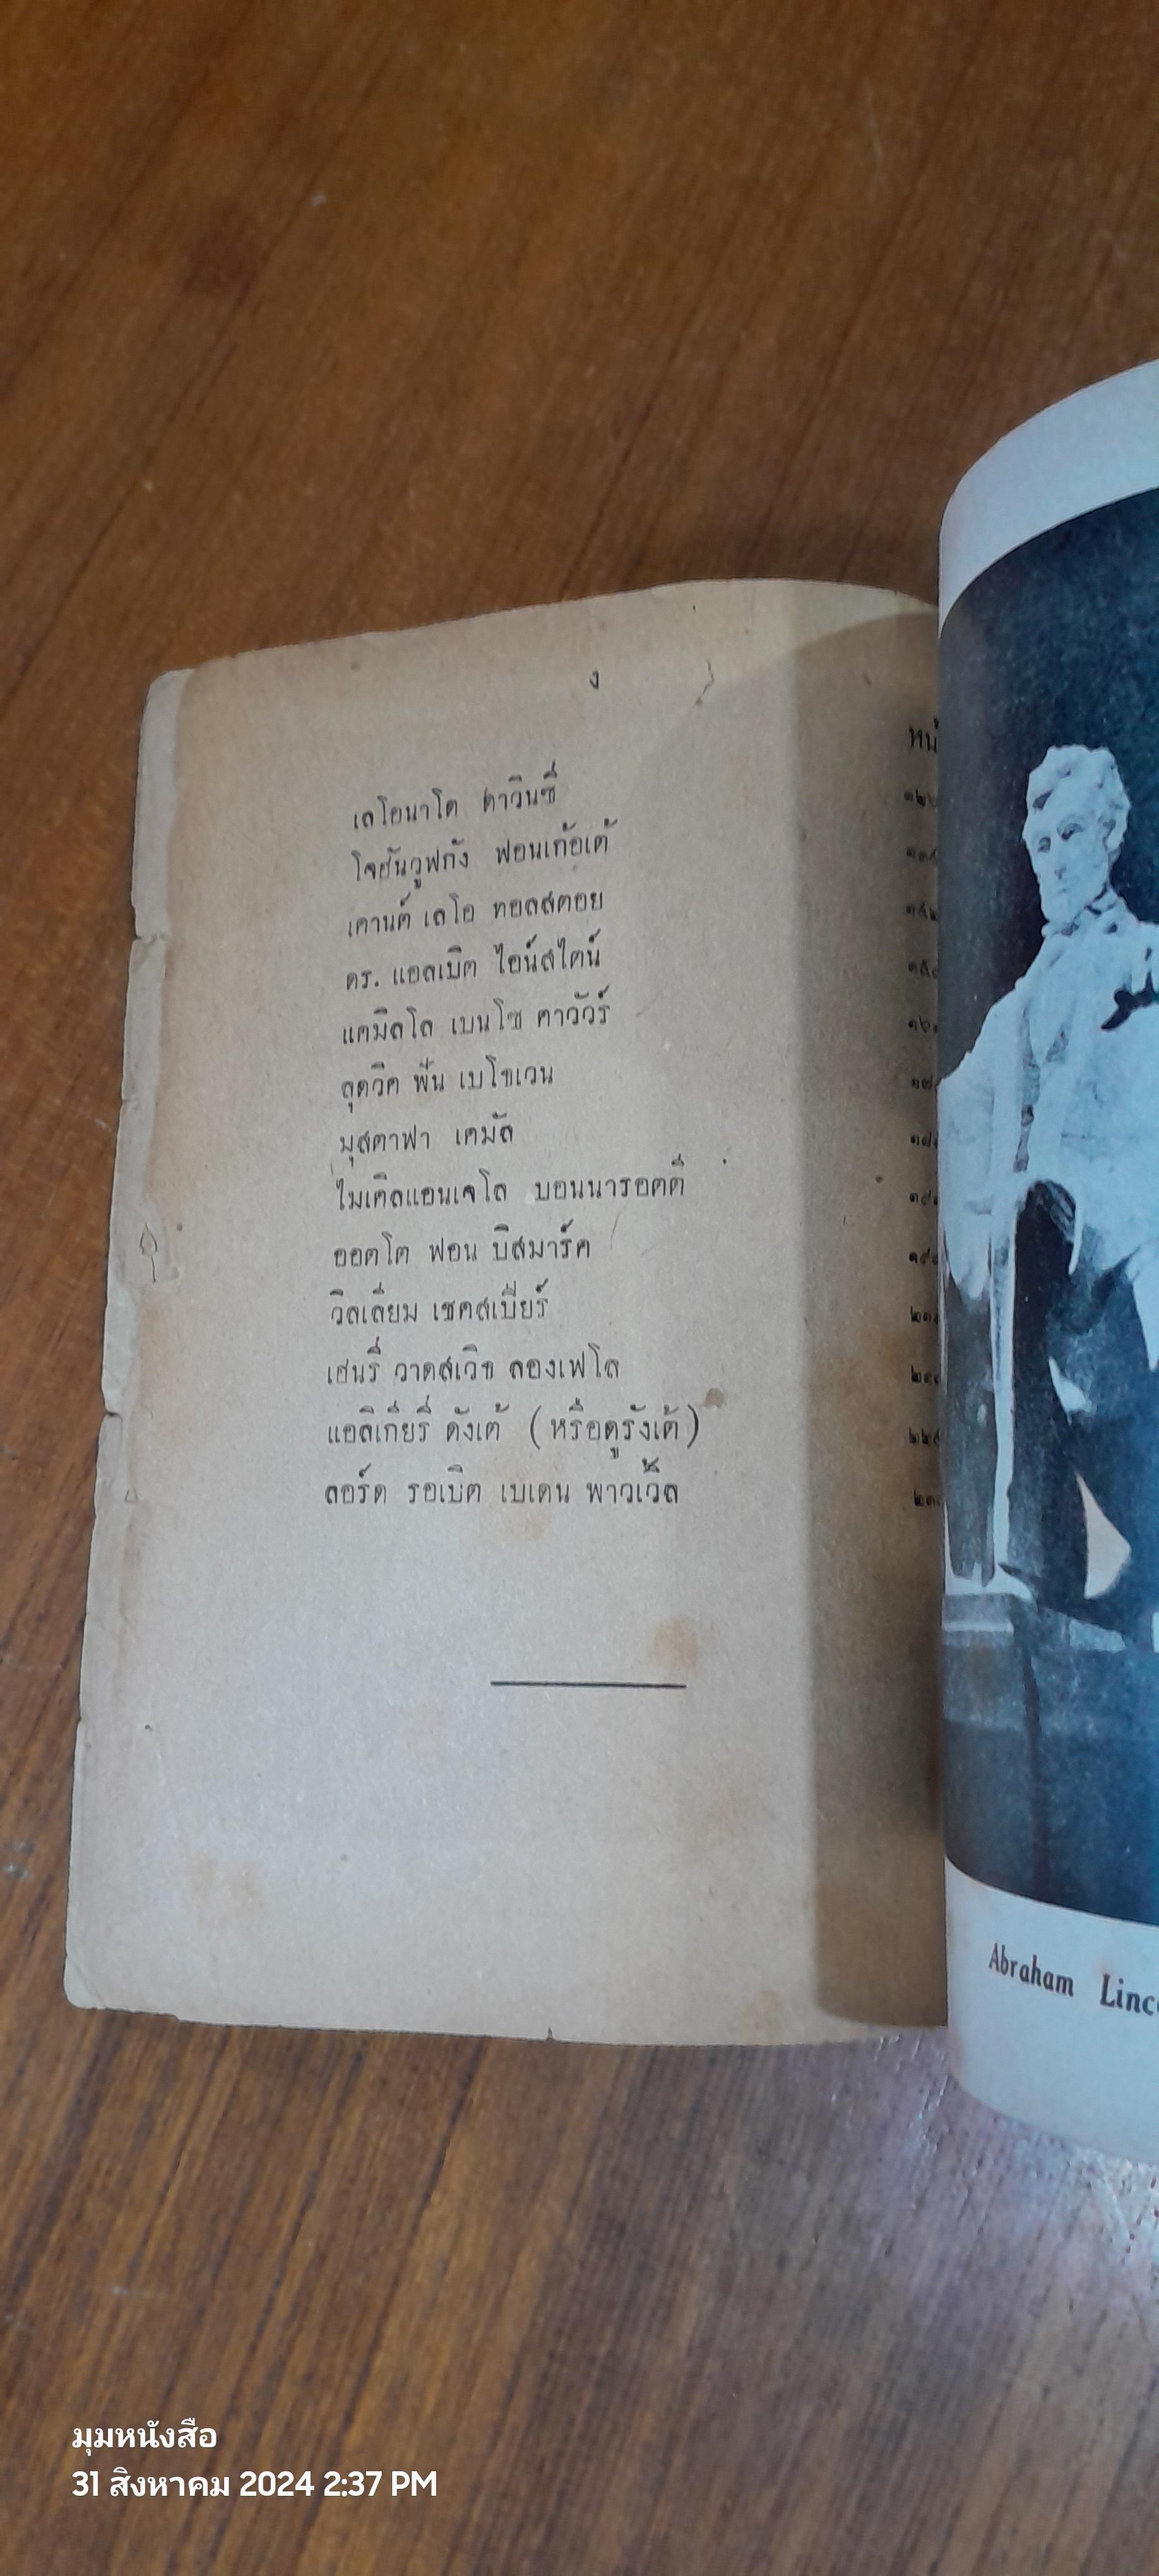 ง
เลโอนาโด ดาวินซี่
โจฮันวูฟกัง ฟอนเก้อเต้
เคานต์ เลโอ ทอลสตอย
ดร. แอลเบิต ไอน์สไตน์
แคมิลโล เบนโซ คาวัวร์
ลุดวิค ฟัน เบโธเวน
มุสตาฟา เคมัล
ไมเคิลแอนเจโล บอนนารอตตี้
ออตโต ฟอน บิสมาร์ค
วิลเลี่ยม เชคสเปียร์
เฮนรี่ วาดสเวิธ ลองเฟโล
แอลิเกียรี่ ดังเต้ (หรือดูรังเต้)
ลอร์ด รอเบิต เบเดน พาวเว็ล
Abraham
มุมหนังสือ
31 สิงหาคม 2024 2:37 PM